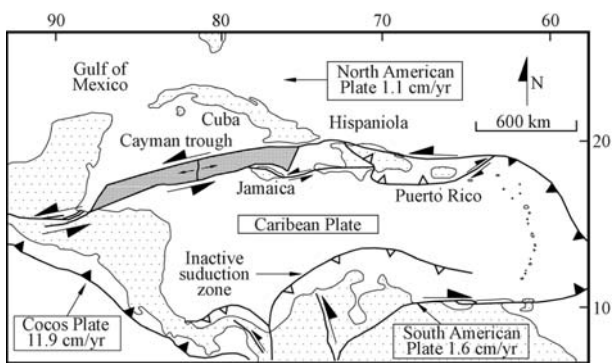 90
80
70
60
Gulf of
Mexico
North American
Plate 1.1 cm/yr
N
Cuba
Hispaniola
600 km
Cayman trough
20
Jamaica
Puerto Rico
Caribean Plate
Inactive
suduction
zone
10
Cocos Plate
11.9 cm/yr
South American
Plate 1.6 cm/yr